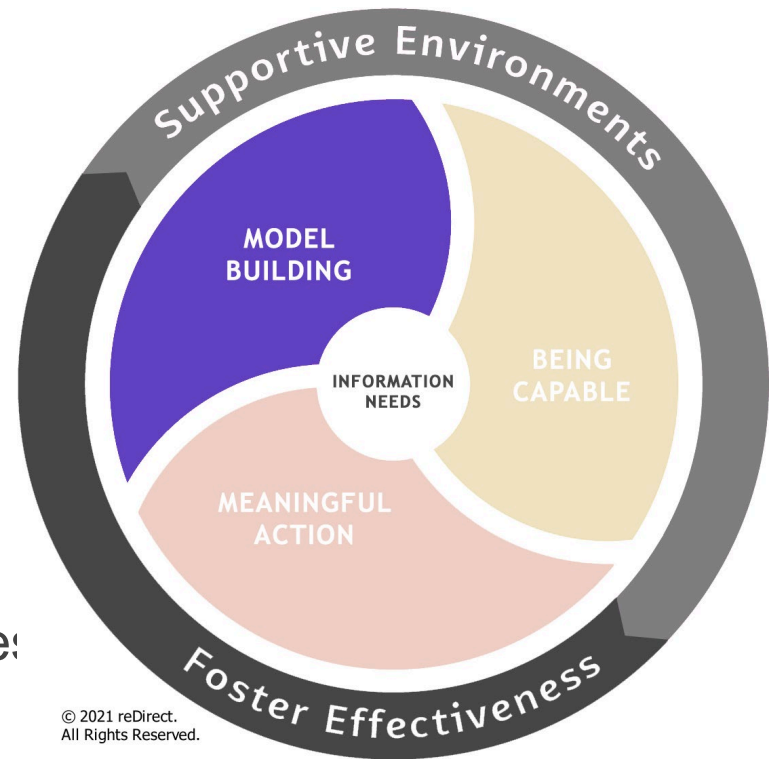 Supportive Environments
MODEL
BUILDING
BEING
CAPABLE
INFORMATION
NEEDS
MEANINGFUL
ACTION
Foster Effectiveness
© 2021 reDirect.
All Rights Reserved.